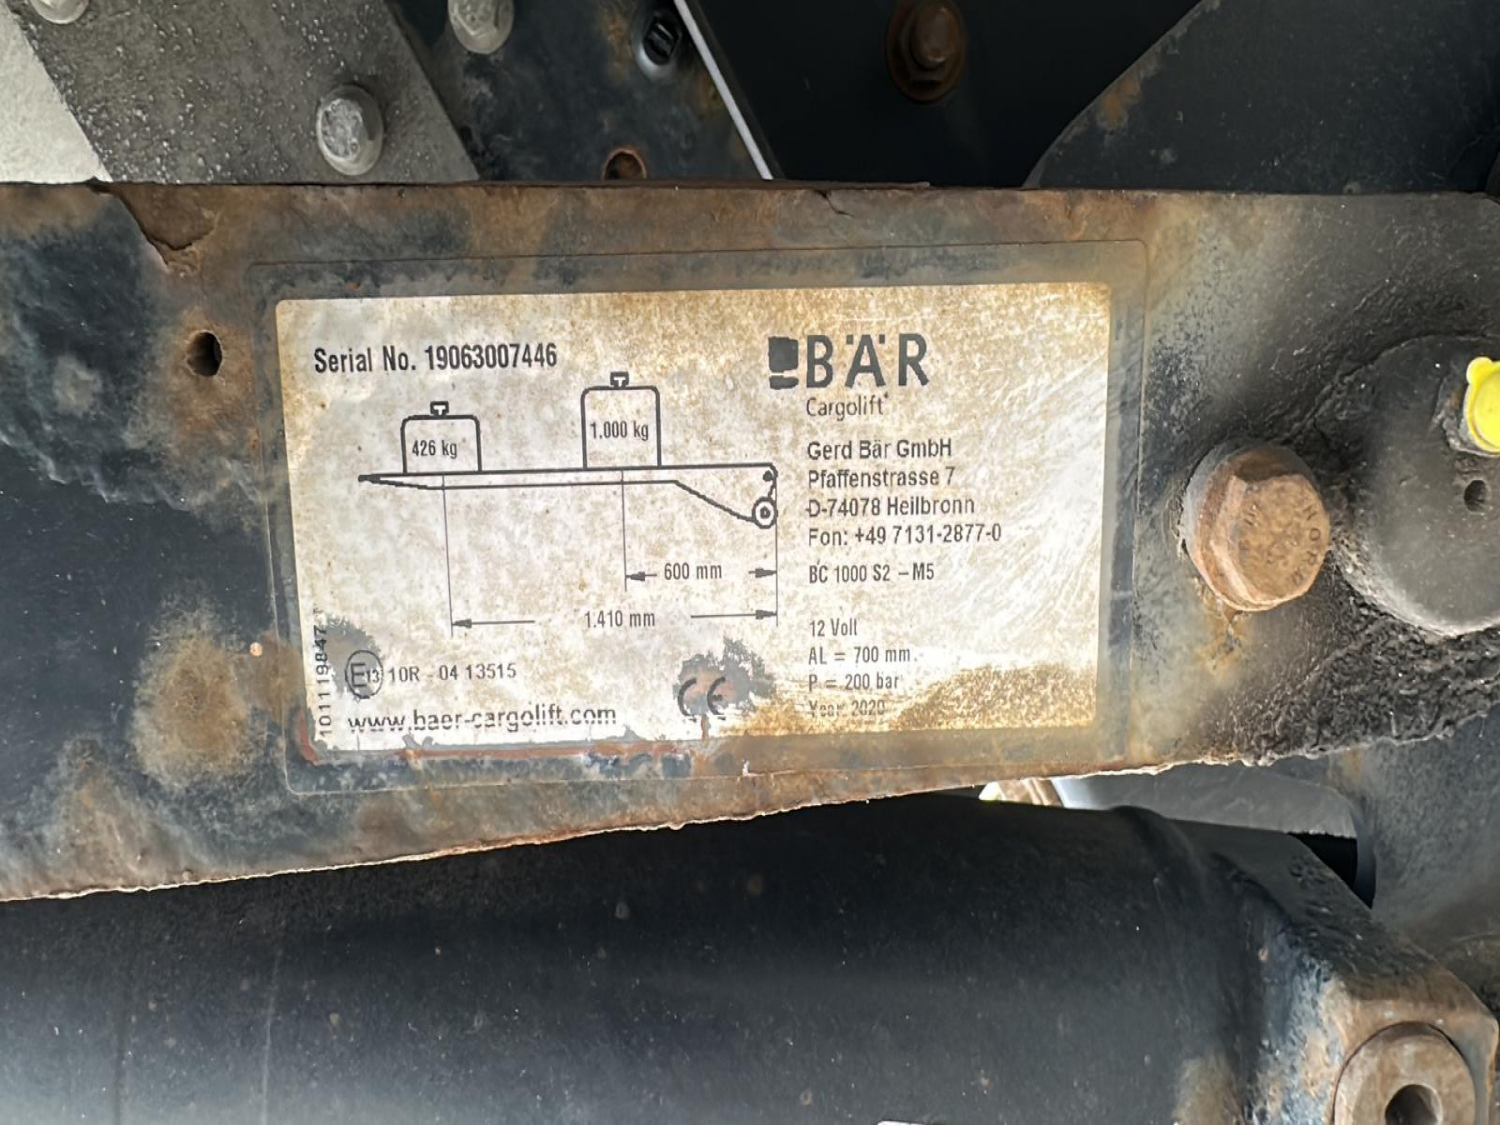 Serial No. 19063007446
426 kg
1.000 kg
600 mm
1.410 mm
E13 10R - 04 13515
www.baer-cargolift.com
CE
101119847
BÄR
Cargolift
Gerd Bär GmbH
Pfaffenstrasse 7
D-74078 Heilbronn
Fon: +49 7131-2877-0
BC 1000 S2 - M5
12 Voll
AL = 700 mm
P = 200 bar
Year 2020